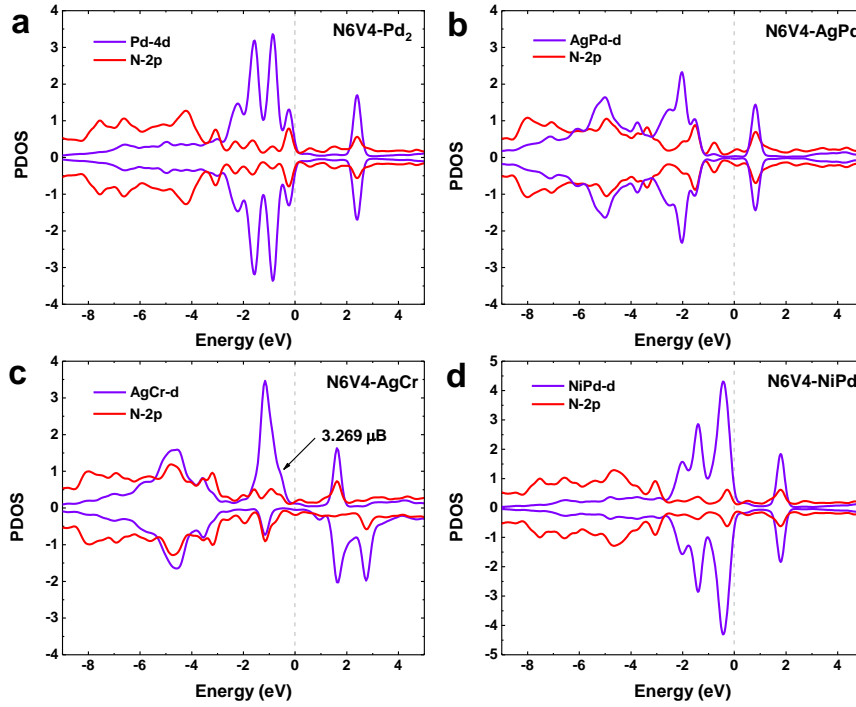 a
N6V4-Pd2
Pd-4d
N-2p
PDOS
4
3
2
1
0
-1
-2
-3
-4
-8
-6
-4
-2
0
2
4
Energy (eV)
b
N6V4-AgPd
AgPd-d
N-2p
PDOS
4
3
2
1
0
-1
-2
-3
-4
-8
-6
-4
-2
0
2
4
Energy (eV)
c
N6V4-AgCr
AgCr-d
N-2p
3.269 μB
PDOS
4
3
2
1
0
-1
-2
-3
-4
-8
-6
-4
-2
0
2
4
Energy (eV)
d
N6V4-NiPd
NiPd-d
N-2p
PDOS
5
4
3
2
1
0
-1
-2
-3
-4
-5
-8
-6
-4
-2
0
2
4
Energy (eV)